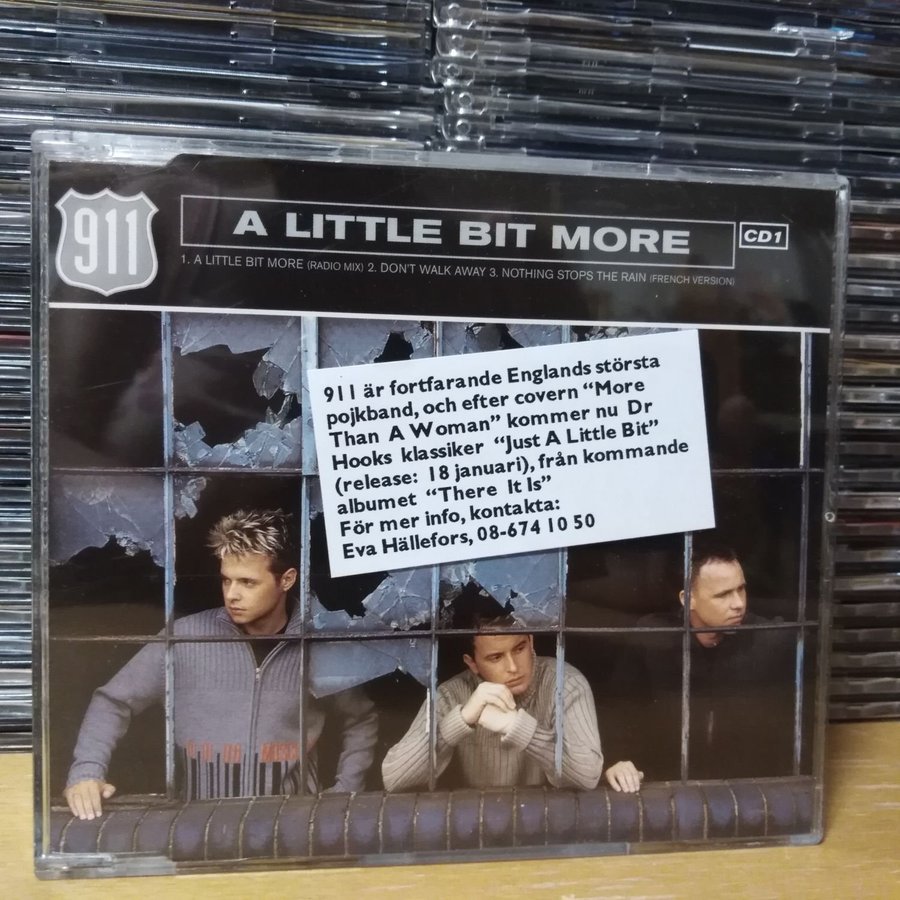 911
A LITTLE BIT MORE
CD1
1. A LITTLE BIT MORE (RADIO MIX) 2. DON'T WALK AWAY 3. NOTHING STOPS THE RAIN (FRENCH VERSION)
911 är fortfarande Englands största
pojkband, och efter covern "More
Than A Woman" kommer nu Dr
Hooks klassiker "Just A Little Bit"
(release: 18 januari), från kommande
albumet "There It Is"
För mer info, kontakta:
Eva Hällefors, 08-674 10 50